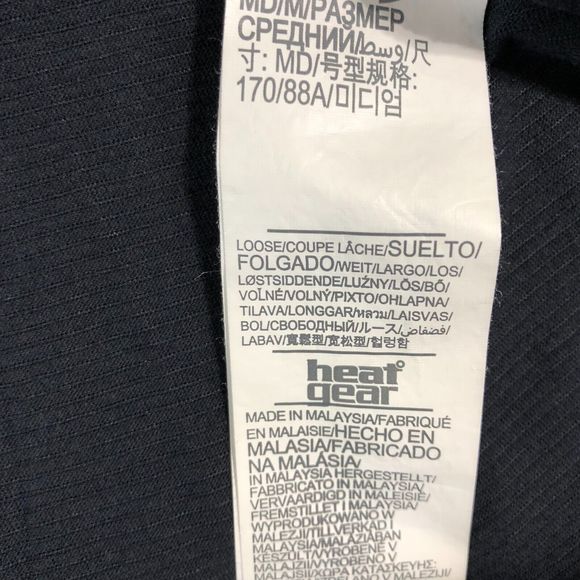 MD/M/РАЗМЕР
СРЕДНИЙ/وسط/尺
寸: MD/号型规格:
170/88A/미디엄
LOOSE/COUPE LÂCHE/SUELTO/
FOLGADO/WEIT/LARGO/LOS/
LØSTSIDDENDE/LUŹNY/LÖS/BŐ/
VOĽNÉ/VOLNÝ/PIXTO/OHLAPNA/
TILAVA/LONGGAR/หลวม/LAISVAS/
BOL/СВОБОДНЫЙ/ルース/فضفاض/
LABAV/寬鬆型/宽松型/헐렁함
heat
gear
MADE IN MALAYSIA/FABRIQUÉ
EN MALAISIE/HECHO EN
MALASIA/FABRICADO
NA MALÁSIA/
IN MALAYSIA HERGESTELLT/
FABBRICATO IN MALAYSIA/
VERVAARDIGD IN MALEISIË/
FREMSTILLET I MALAYSIA/
WYPRODUKOWANO W
MALEZJI/TILLVERKAD I
MALAYSIA/MALAJZIÁBAN
KÉSZÜLT/VYROBENÉ V
MALAJZII/VYROBENO V